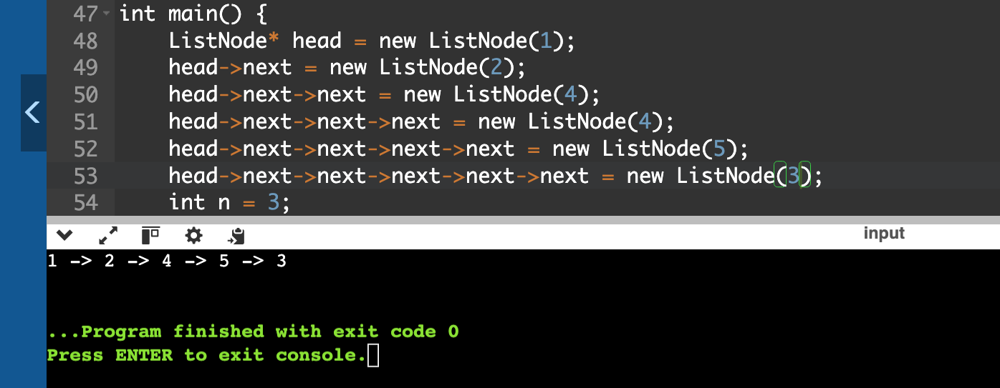 47 int main() {
48 ListNode* head = new ListNode(1);
49 head->next = new ListNode(2);
50 head->next->next = new ListNode(4);
51 head->next->next->next = new ListNode(4);
52 head->next->next->next->next = new ListNode(5);
53 head->next->next->next->next->next = new ListNode(3);
54 int n = 3;
input
1 -> 2 -> 4 -> 5 -> 3
...Program finished with exit code 0
Press ENTER to exit console.